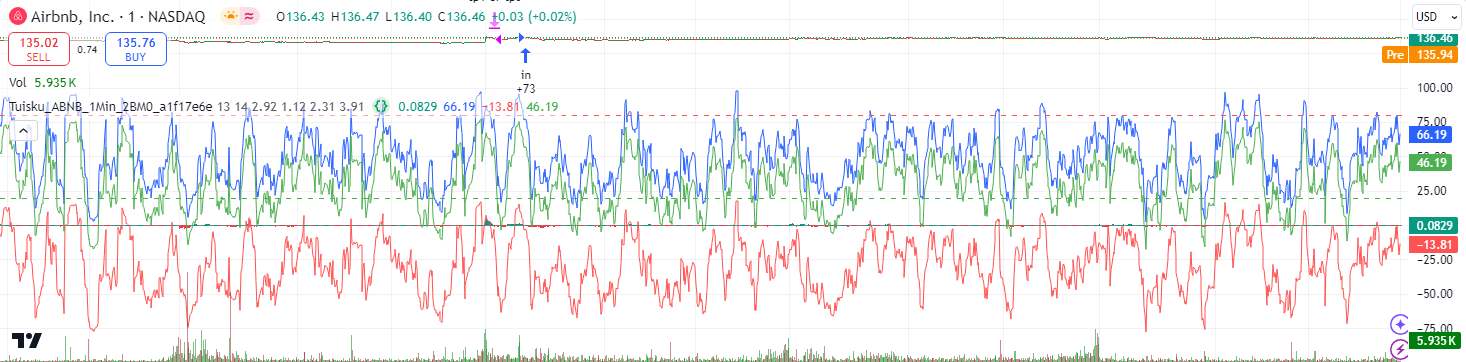 Airbnb, Inc. · 1 · NASDAQ O136.43 H136.47 L136.40 C136.46 +0.03 (+0.02%)
USD
135.02
SELL
0.74
135.76
BUY
136.46
Pre 135.94
Vol 5.935K
in
+73
Tuisku_ABNB_1Min_2BM0_a1f17e6e 13 14 2.92 1.12 2.31 3.91 {} 0.0829 66.19 −13.81 46.19
100.00
75.00
66.19
46.19
25.00
0.0829
−13.81
−25.00
−50.00
−75.00
5.935K